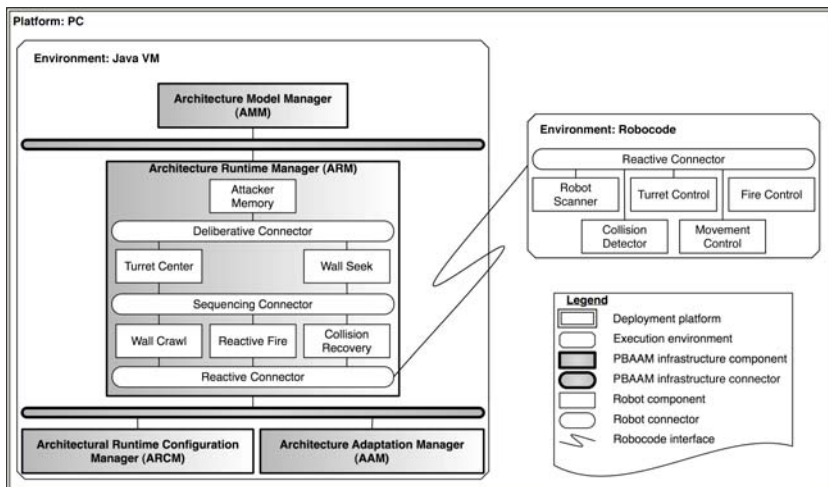 Platform: PC
Environment: Java VM
Architecture Model Manager
(AMM)
Architecture Runtime Manager (ARM)
Attacker
Memory
Deliberative Connector
Turret Center
Wall Seek
Sequencing Connector
Wall Crawl
Reactive Fire
Collision
Recovery
Reactive Connector
Architectural Runtime Configuration
Manager (ARCM)
Architecture Adaptation Manager
(AAM)
Environment: Robocode
Reactive Connector
Robot
Scanner
Turret Control
Fire Control
Collision
Detector
Movement
Control
Legend
Deployment platform
Execution environment
PBAAM infrastructure component
PBAAM infrastructure connector
Robot component
Robot connector
Robocode interface